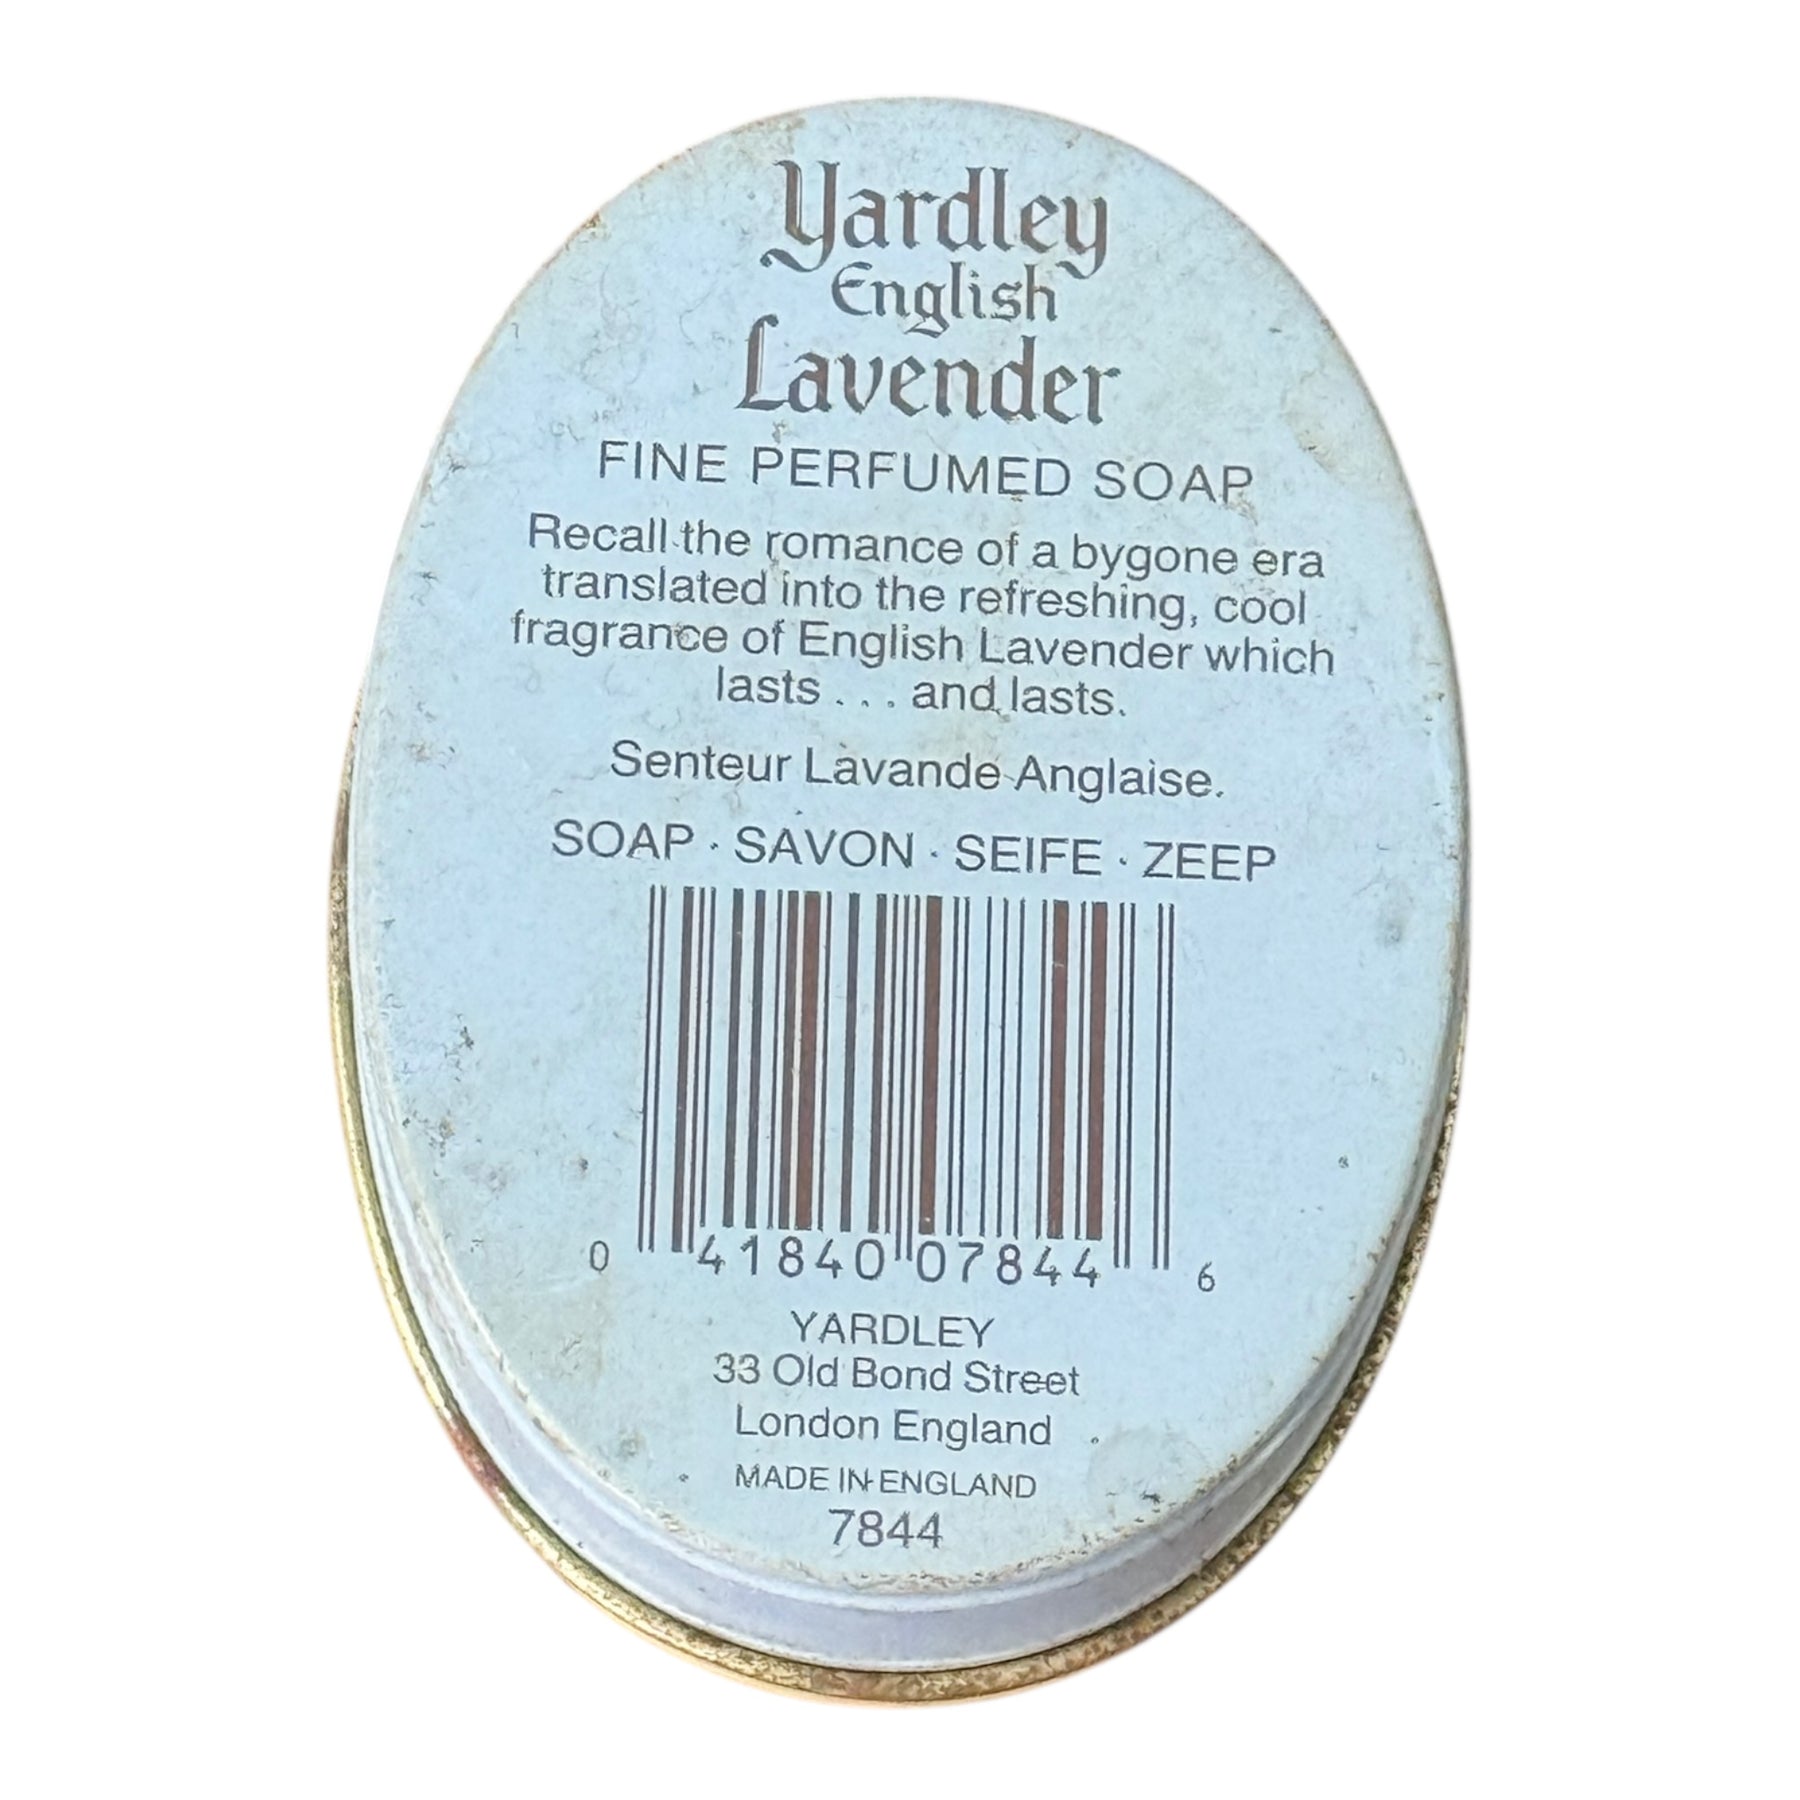 Yardley
English
Lavender
FINE PERFUMED SOAP
Recall the romance of a bygone era
translated into the refreshing, cool
fragrance of English Lavender which
lasts . . . and lasts.
Senteur Lavande Anglaise.
SOAP · SAVON · SEIFE · ZEEP
0 41840 07844 6
YARDLEY
33 Old Bond Street
London England
MADE IN ENGLAND
7844